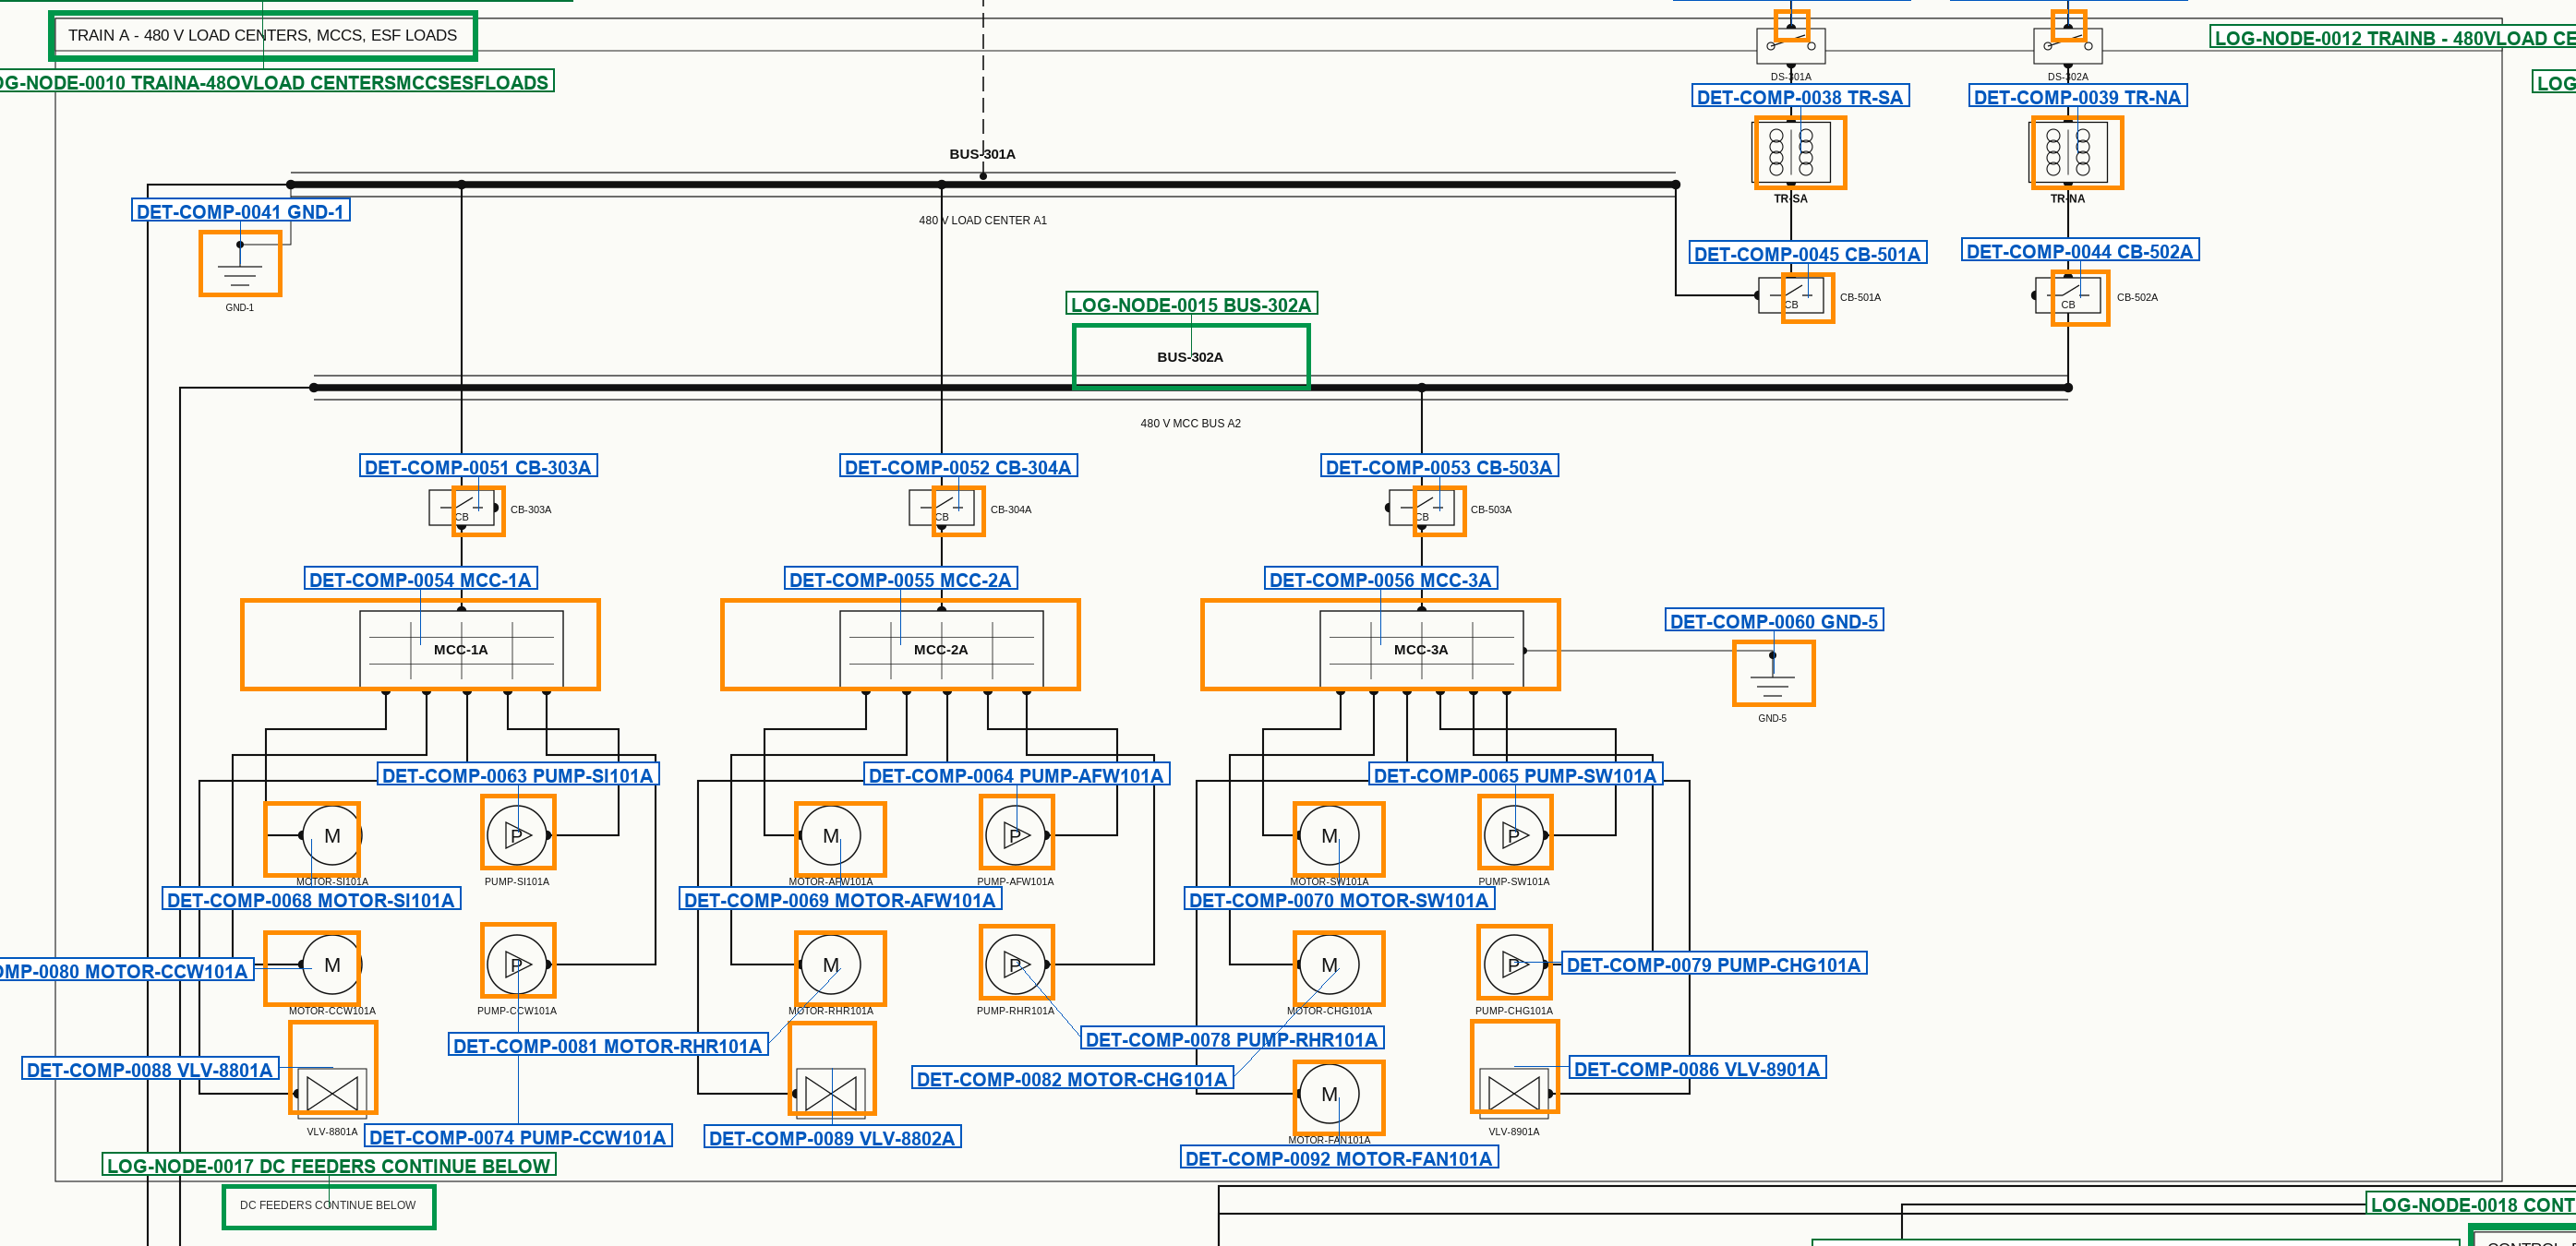 TRAIN A - 480 V LOAD CENTERS, MCCS, ESF LOADS
LOG-NODE-0012 TRAINB - 480VLOAD CE
OG-NODE-0010 TRAINA-48OVLOAD CENTERSMCCSESFLOADS
LOG
DS-301A
DS-302A
DET-COMP-0038 TR-SA
DET-COMP-0039 TR-NA
BUS-301A
TR-SA
TR-NA
DET-COMP-0041 GND-1
480 V LOAD CENTER A1
DET-COMP-0045 CB-501A
DET-COMP-0044 CB-502A
CB
CB-501A
CB
CB-502A
GND-1
LOG-NODE-0015 BUS-302A
BUS-302A
480 V MCC BUS A2
DET-COMP-0051 CB-303A
DET-COMP-0052 CB-304A
DET-COMP-0053 CB-503A
CB
CB-303A
CB
CB-304A
CB
CB-503A
DET-COMP-0054 MCC-1A
DET-COMP-0055 MCC-2A
DET-COMP-0056 MCC-3A
DET-COMP-0060 GND-5
MCC-1A
MCC-2A
MCC-3A
GND-5
DET-COMP-0063 PUMP-SI101A
DET-COMP-0064 PUMP-AFW101A
DET-COMP-0065 PUMP-SW101A
M
P
M
P
M
P
MOTOR-SI101A
PUMP-SI101A
MOTOR-AFW101A
PUMP-AFW101A
MOTOR-SW101A
PUMP-SW101A
DET-COMP-0068 MOTOR-SI101A
DET-COMP-0069 MOTOR-AFW101A
DET-COMP-0070 MOTOR-SW101A
OMP-0080 MOTOR-CCW101A
M
P
M
P
M
P
DET-COMP-0079 PUMP-CHG101A
MOTOR-CCW101A
PUMP-CCW101A
MOTOR-RHR101A
PUMP-RHR101A
MOTOR-CHG101A
PUMP-CHG101A
DET-COMP-0081 MOTOR-RHR101A
DET-COMP-0078 PUMP-RHR101A
DET-COMP-0088 VLV-8801A
DET-COMP-0082 MOTOR-CHG101A
DET-COMP-0086 VLV-8901A
M
VLV-8801A
DET-COMP-0074 PUMP-CCW101A
DET-COMP-0089 VLV-8802A
MOTOR-FAN101A
VLV-8901A
DET-COMP-0092 MOTOR-FAN101A
LOG-NODE-0017 DC FEEDERS CONTINUE BELOW
DC FEEDERS CONTINUE BELOW
LOG-NODE-0018 CONT